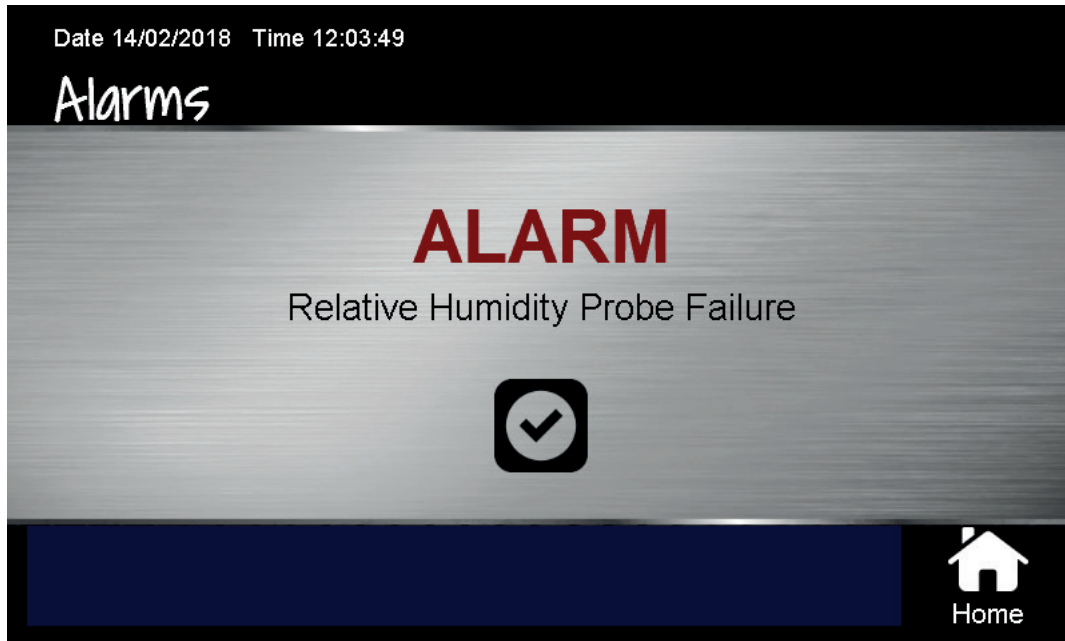 Date 14/02/2018 Time 12:03:49
Alarms
ALARM
Relative Humidity Probe Failure
Home